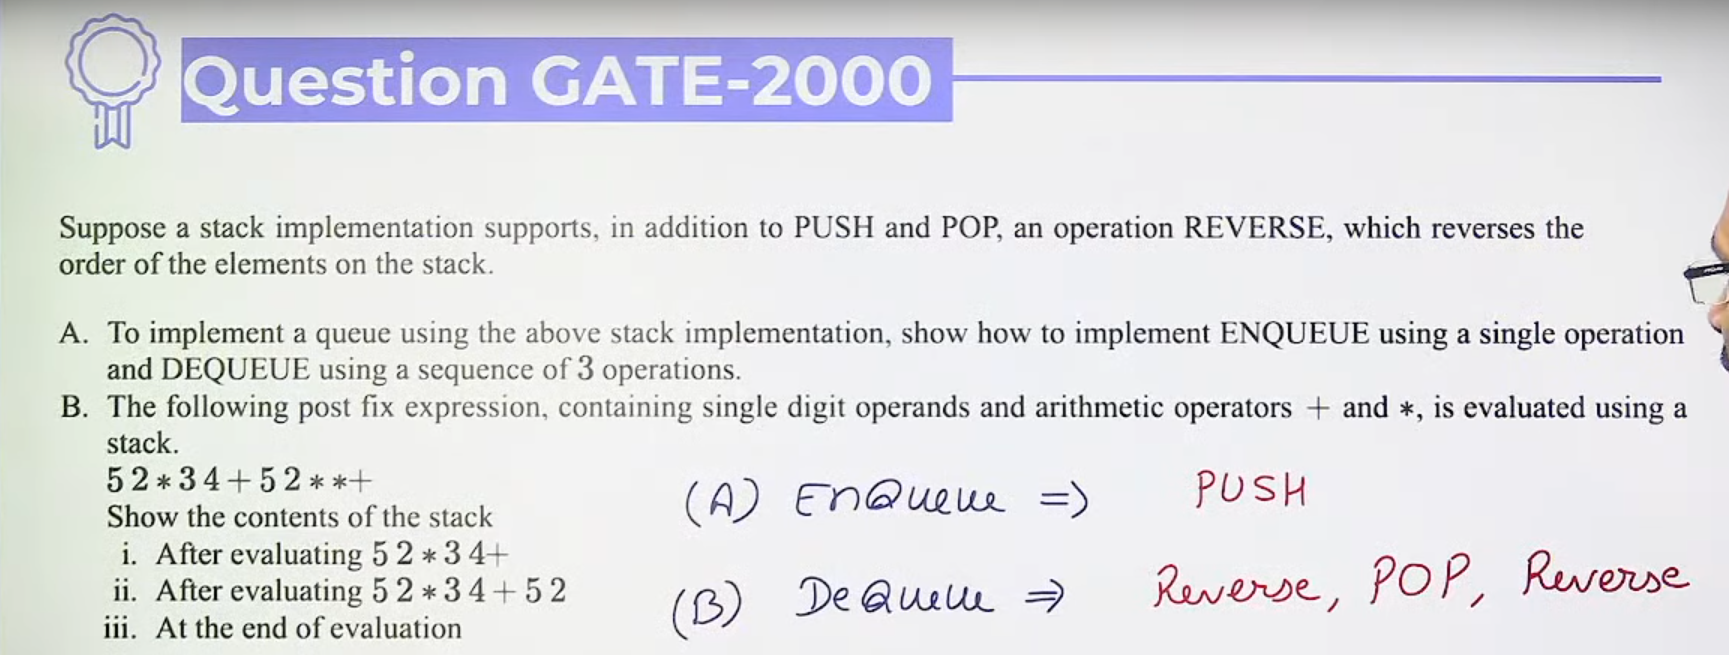 Question GATE-2000
Suppose a stack implementation supports, in addition to PUSH and POP, an operation REVERSE, which reverses the
order of the elements on the stack.
A. To implement a queue using the above stack implementation, show how to implement ENQUEUE using a single operation
and DEQUEUE using a sequence of 3 operations.
B. The following post fix expression, containing single digit operands and arithmetic operators + and *, is evaluated using a
stack.
5 2 * 3 4 + 5 2 * * +
Show the contents of the stack
i. After evaluating 5 2 * 3 4 +
ii. After evaluating 5 2 * 3 4 + 5 2
iii. At the end of evaluation
(A) EnQueue => PUSH
(B) DeQueue => Reverse, POP, Reverse